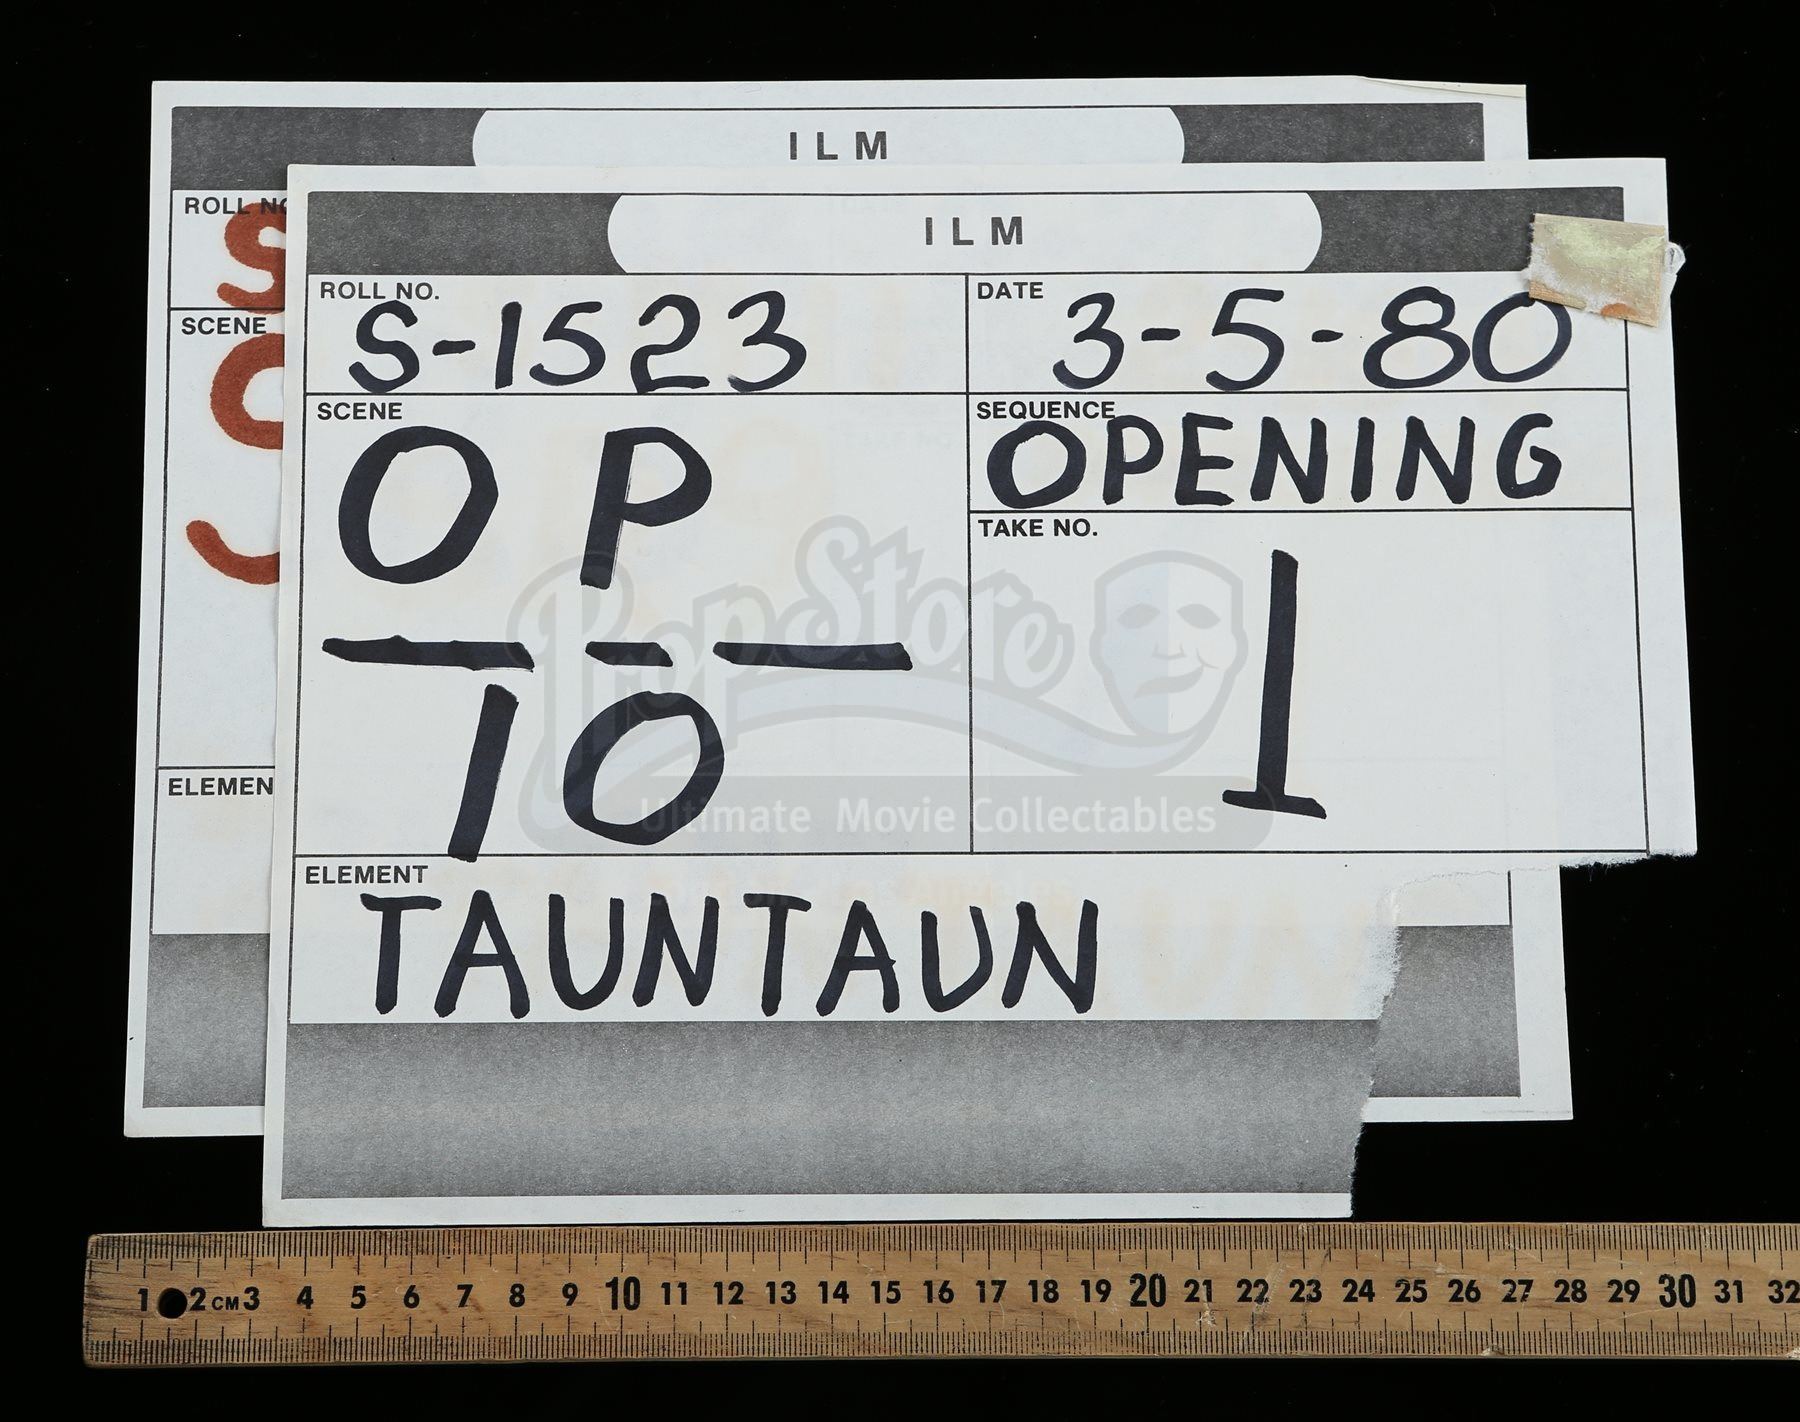 ILM
ROLL NO
S
SCENE
ELEMEN
ILM
ROLL NO.
S-1523
DATE
3-5-80
SCENE
OP
10
SEQUENCE
OPENING
TAKE NO.
1
ELEMENT
TAUNTAUN
PropStore
Ultimate Movie Collectables
1 2 CM 3 4 5 6 7 8 9 10 11 12 13 14 15 16 17 18 19 20 21 22 23 24 25 26 27 28 29 30 31 32